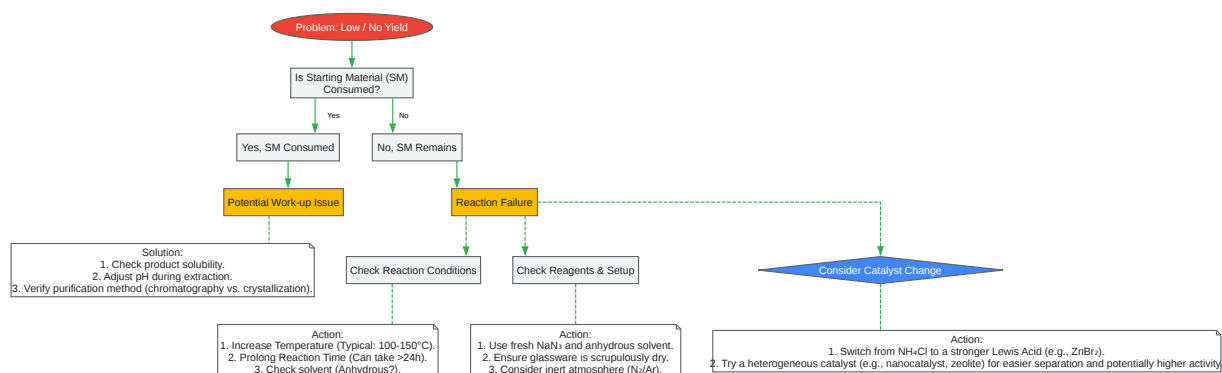 Problem: Low / No Yield
Is Starting Material (SM)
Consumed?
Yes
No
Yes, SM Consumed
No, SM Remains
Potential Work-up Issue
Reaction Failure
Solution:
1. Check product solubility.
2. Adjust pH during extraction.
3. Verify purification method (chromatography vs. crystallization).
Check Reaction Conditions
Check Reagents & Setup
Consider Catalyst Change
Action:
1. Increase Temperature (Typical: 100-150°C).
2. Prolong Reaction Time (Can take >24h).
3. Check solvent (Anhydrous?).
Action:
1. Use fresh NaN₃ and anhydrous solvent.
2. Ensure glassware is scrupulously dry.
3. Consider inert atmosphere (N₂/Ar).
Action:
1. Switch from NH₄Cl to a stronger Lewis Acid (e.g., ZnBr₂).
2. Try a heterogeneous catalyst (e.g., nanocatalyst, zeolite) for easier separation and potentially higher activity